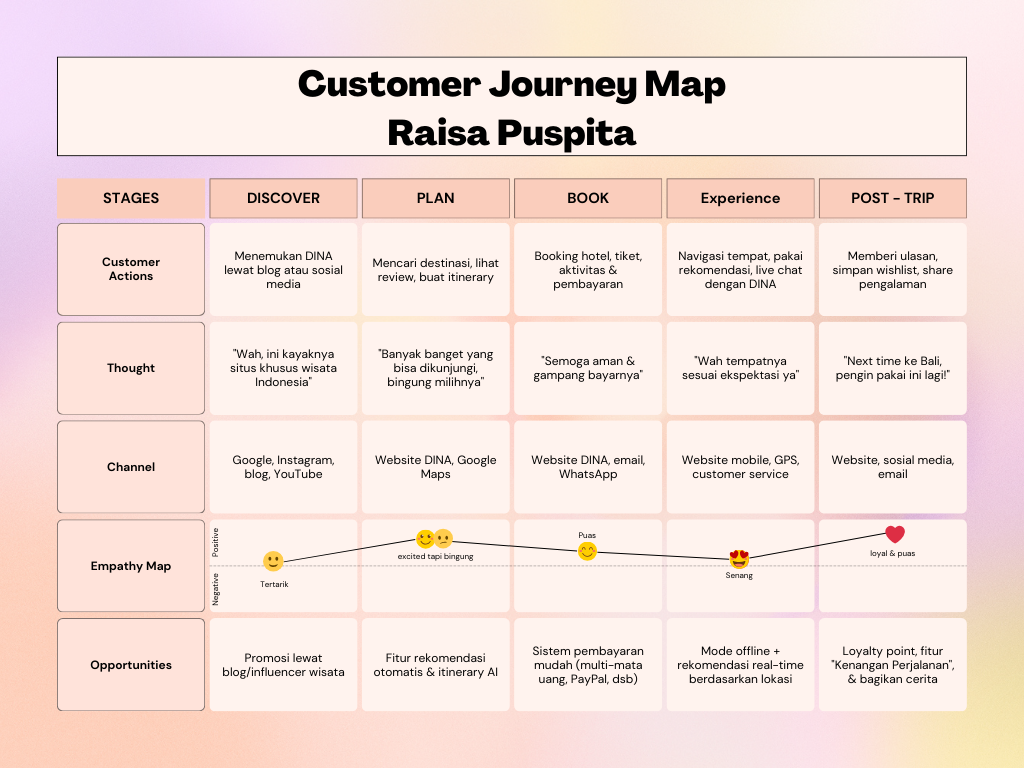 Customer Journey Map
Raisa Puspita
STAGES
DISCOVER
PLAN
BOOK
Experience
POST - TRIP
Customer
Actions
Menemukan DINA
lewat blog atau sosial
media
Mencari destinasi, lihat
review, buat itinerary
Booking hotel, tiket,
aktivitas &
pembayaran
Navigasi tempat, pakai
rekomendasi, live chat
dengan DINA
Memberi ulasan,
simpan wishlist, share
pengalaman
Thought
"Wah, ini kayaknya
situs khusus wisata
Indonesia"
"Banyak banget yang
bisa dikunjungi,
bingung milihnya"
"Semoga aman &
gampang bayarnya"
"Wah tempatnya
sesuai ekspektasi ya"
"Next time ke Bali,
pengin pakai ini lagi!"
Channel
Google, Instagram,
blog, YouTube
Website DINA, Google
Maps
Website DINA, email,
WhatsApp
Website mobile, GPS,
customer service
Website, sosial media,
email
Empathy Map
Positive
Negative
Tertarik
excited tapi bingung
Puas
Senang
loyal & puas
Opportunities
Promosi lewat
blog/influencer wisata
Fitur rekomendasi
otomatis & itinerary AI
Sistem pembayaran
mudah (multi-mata
uang, PayPal, dsb)
Mode offline +
rekomendasi real-time
berdasarkan lokasi
Loyalty point, fitur
"Kenangan Perjalanan",
& bagikan cerita